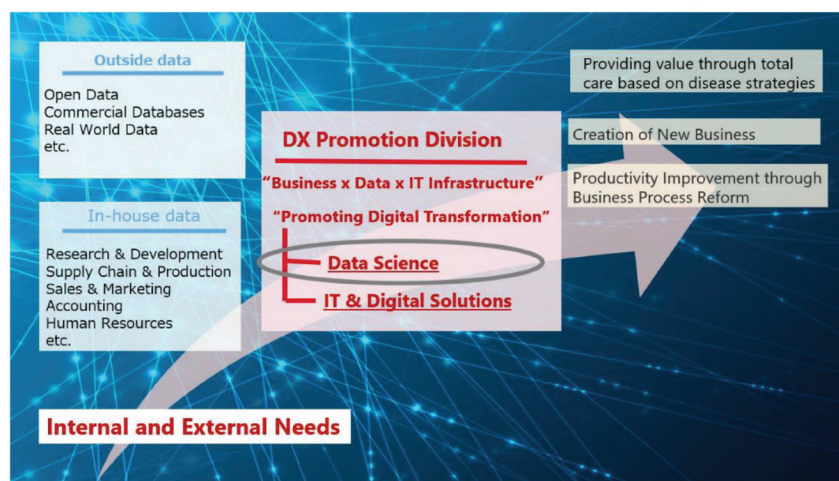 Outside data
Open Data
Commercial Databases
Real World Data
etc.
In-house data
Research & Development
Supply Chain & Production
Sales & Marketing
Accounting
Human Resources
etc.
DX Promotion Division
“Business x Data x IT Infrastructure”
“Promoting Digital Transformation”
Data Science
IT & Digital Solutions
Providing value through total
care based on disease strategies
Creation of New Business
Productivity Improvement through
Business Process Reform
Internal and External Needs